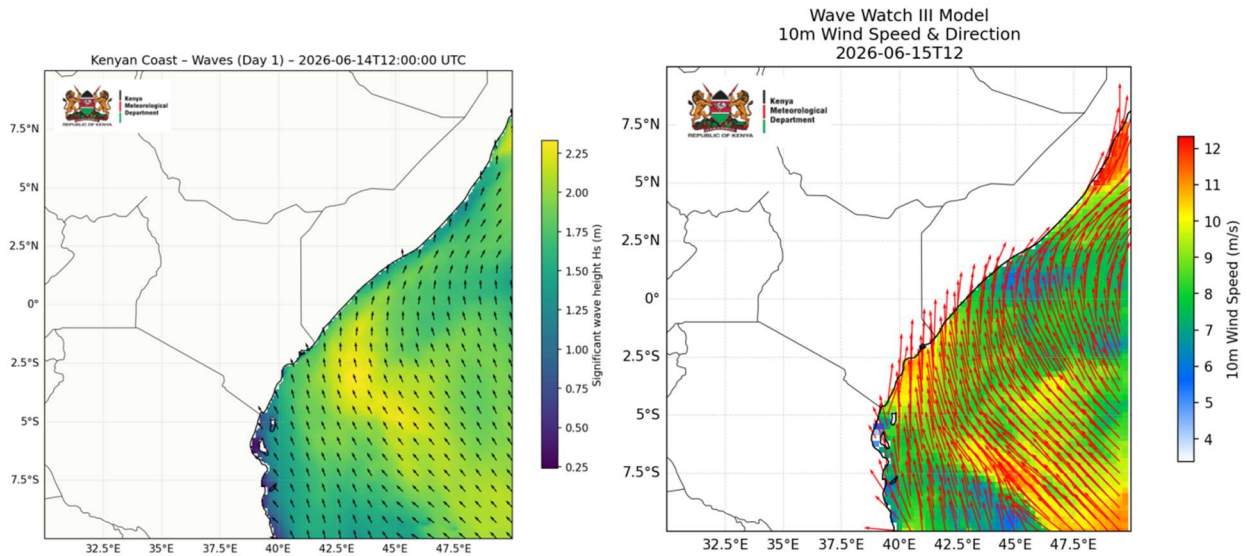 Kenyan Coast – Waves (Day 1) – 2026-06-14T12:00:00 UTC
Kenya
Meteorological
Department
REPUBLIC OF KENYA
7.5°N
5°N
2.5°N
0°
2.5°S
5°S
7.5°S
32.5°E 35°E 37.5°E 40°E 42.5°E 45°E 47.5°E
2.25
2.00
1.75
1.50
1.25
1.00
0.75
0.50
0.25
Significant wave height Hs (m)
Wave Watch III Model
10m Wind Speed & Direction
2026-06-15T12
Kenya
Meteorological
Department
REPUBLIC OF KENYA
7.5°N
5°N
2.5°N
0°
2.5°S
5°S
7.5°S
32.5°E 35°E 37.5°E 40°E 42.5°E 45°E 47.5°E
12
11
10
9
8
7
6
5
4
10m Wind Speed (m/s)